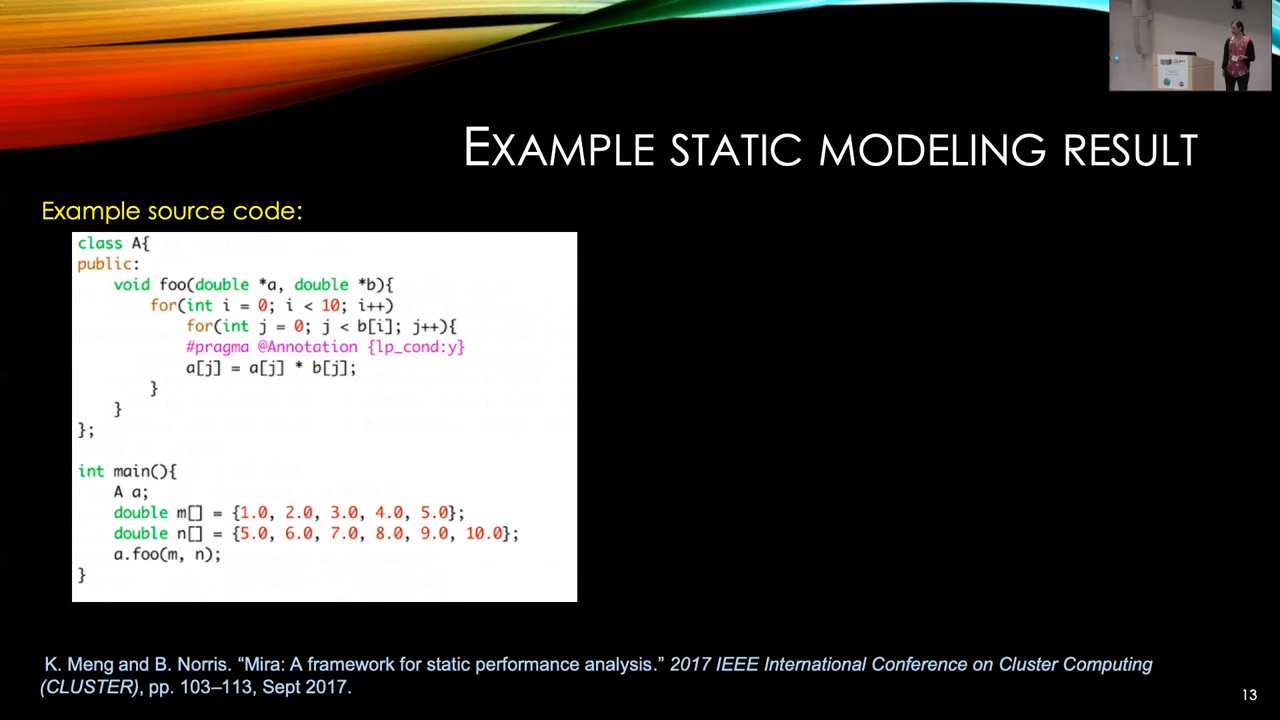 EXAMPLE STATIC MODELING RESULT
Example source code:
class A{
public:
void foo(double *a, double *b){
for(int i = 0; i < 10; i++)
for(int j = 0; j < b[i]; j++){
#pragma @Annotation {lp_cond:y}
a[j] = a[j] * b[j];
}
}
};
int main(){
A a;
double m[] = {1.0, 2.0, 3.0, 4.0, 5.0};
double n[] = {5.0, 6.0, 7.0, 8.0, 9.0, 10.0};
a.foo(m, n);
}
K. Meng and B. Norris. “Mira: A framework for static performance analysis.” 2017 IEEE International Conference on Cluster Computing
(CLUSTER), pp. 103–113, Sept 2017.
13